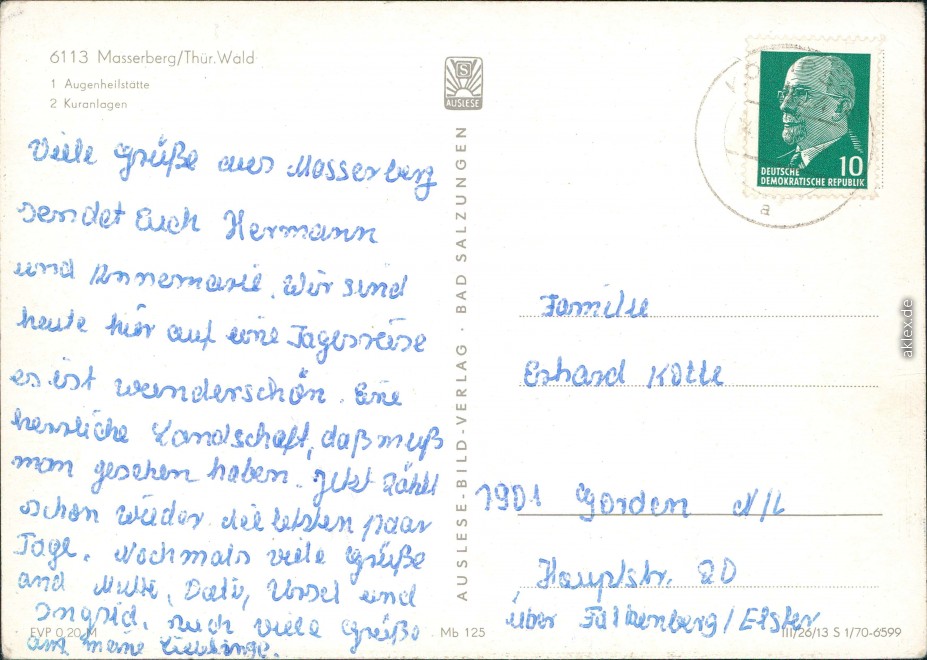 6113 Masserberg/Thür. Wald
1 Augenheilstätte
2 Kuranlagen
Viele Grüße aus Masserberg
sendet Euch Hermann
und Annemarie. Wir sind
heute hier auf eine Tagesreise
es ist wunderschön. Eine
herrliche Landschaft, daß muß
man gesehen haben. Jetzt zählt
schon wieder die letzten paar
Tage. Nochmals viele Grüße
and Mutti, Vati, Ursel und
Ingrid. Auch viele Grüße
an meine Lieblinge.
EVP 0,20 M
AUSLESE
AUSLESE-BILD-VERLAG · BAD SALZUNGEN
Mb 125
DEUTSCHE
DEMOKRATISCHE REPUBLIK
10
a
Familie
Erhard Kotte
7901 Gorden N/L
Hauptstr. 20
über Falkenberg/Elster
III/26/13 S 1/70-6599
aklex.de